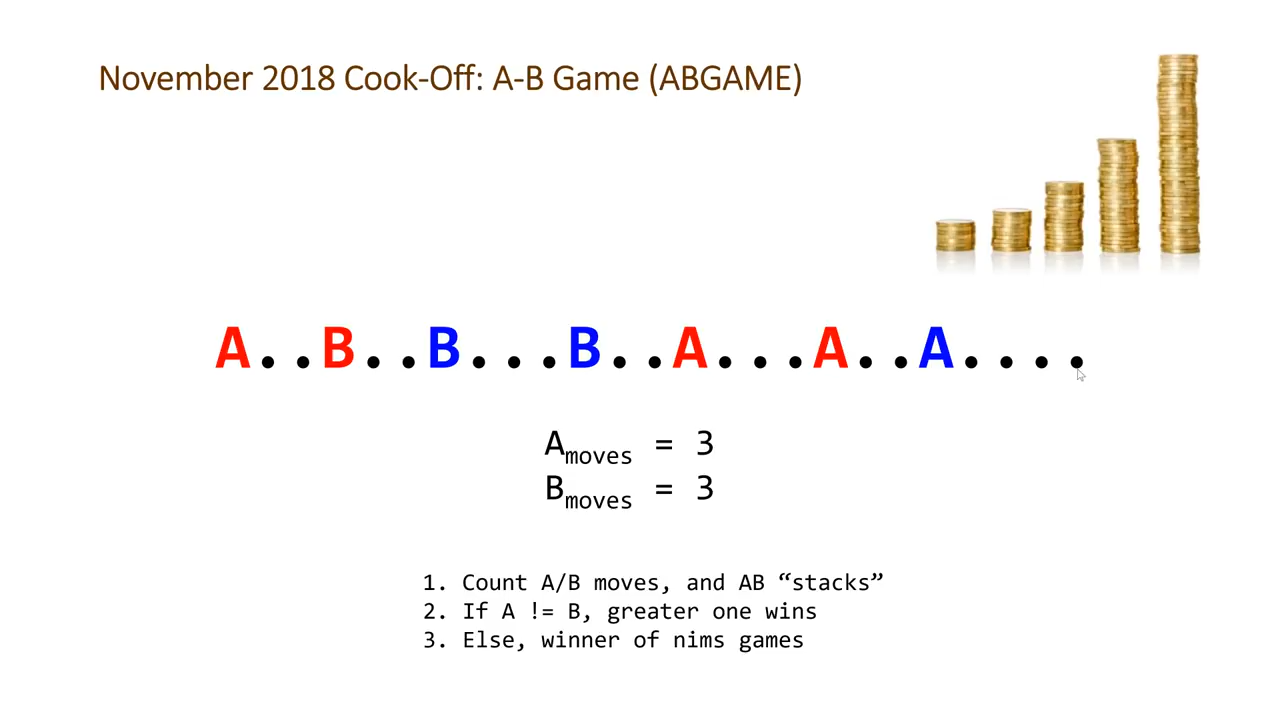 November 2018 Cook-Off: A-B Game (ABGAME)
A..B..B...B..A...A..A....
Amoves = 3
Bmoves = 3
1. Count A/B moves, and AB “stacks”
2. If A != B, greater one wins
3. Else, winner of nims games